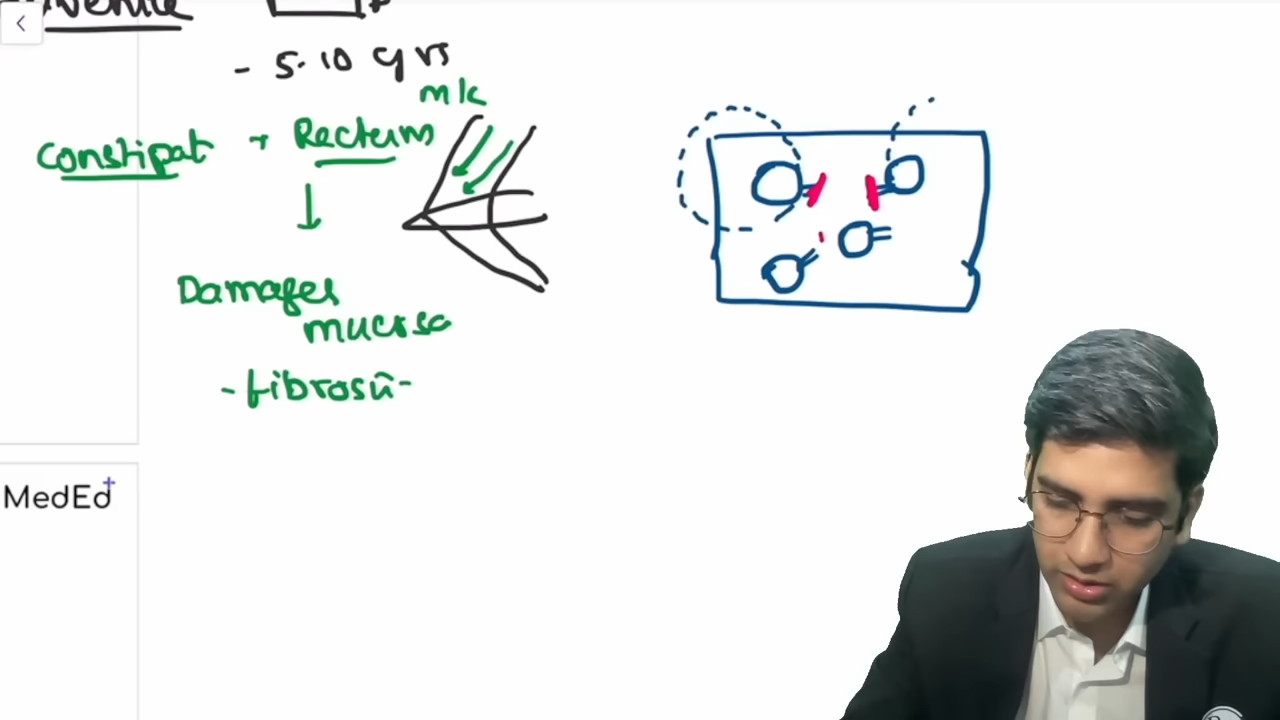 - 5-10 yrs
mk
Constipat → Rectum
Damages
mucosa
- fibrosis -
MedEd+